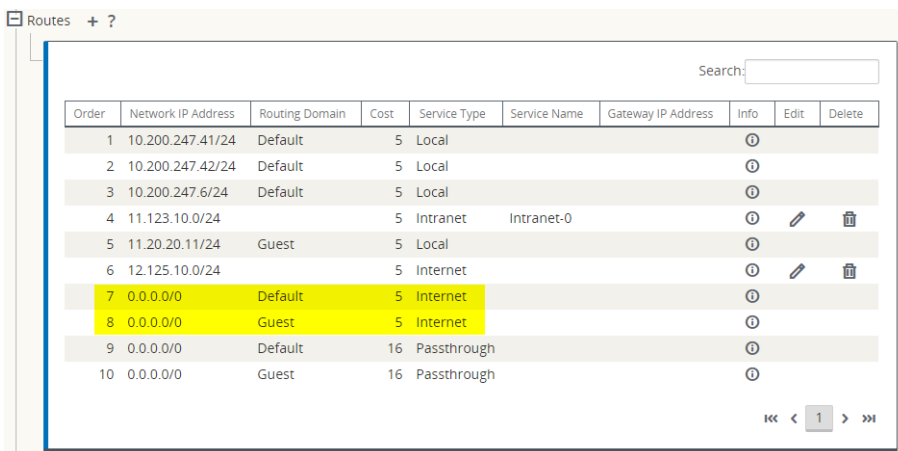 Routes + ?
Search:
Order Network IP Address Routing Domain Cost Service Type Service Name Gateway IP Address Info Edit Delete
1 10.200.247.41/24 Default 5 Local
2 10.200.247.42/24 Default 5 Local
3 10.200.247.6/24 Default 5 Local
4 11.123.10.0/24 5 Intranet Intranet-0
5 11.20.20.11/24 Guest 5 Local
6 12.125.10.0/24 5 Internet
7 0.0.0.0/0 Default 5 Internet
8 0.0.0.0/0 Guest 5 Internet
9 0.0.0.0/0 Default 16 Passthrough
10 0.0.0.0/0 Guest 16 Passthrough
1